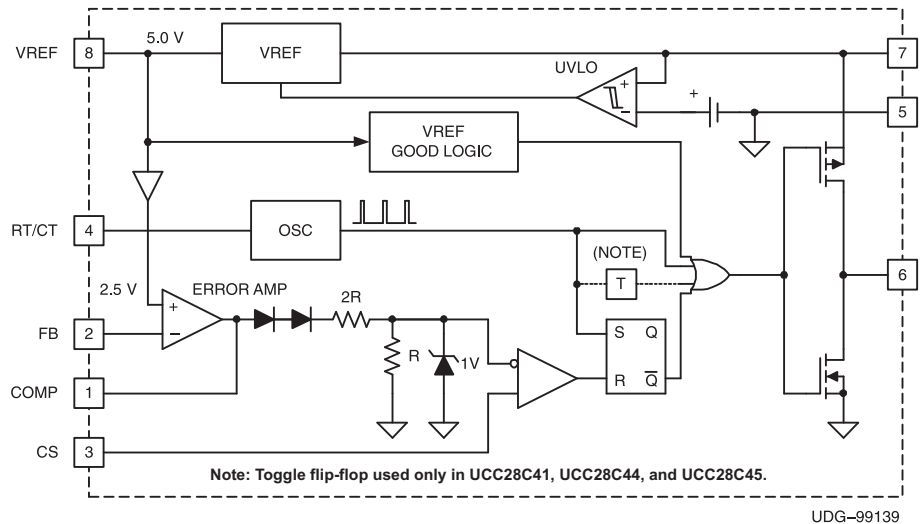 VREF
8
5.0 V
VREF
7
UVLO
+
−
+
5
VREF
GOOD LOGIC
RT/CT
4
OSC
(NOTE)
T
6
2.5 V
ERROR AMP
+
−
2R
FB
2
S Q
R
1V
R Q̅
COMP
1
CS
3
Note: Toggle flip-flop used only in UCC28C41, UCC28C44, and UCC28C45.
UDG–99139